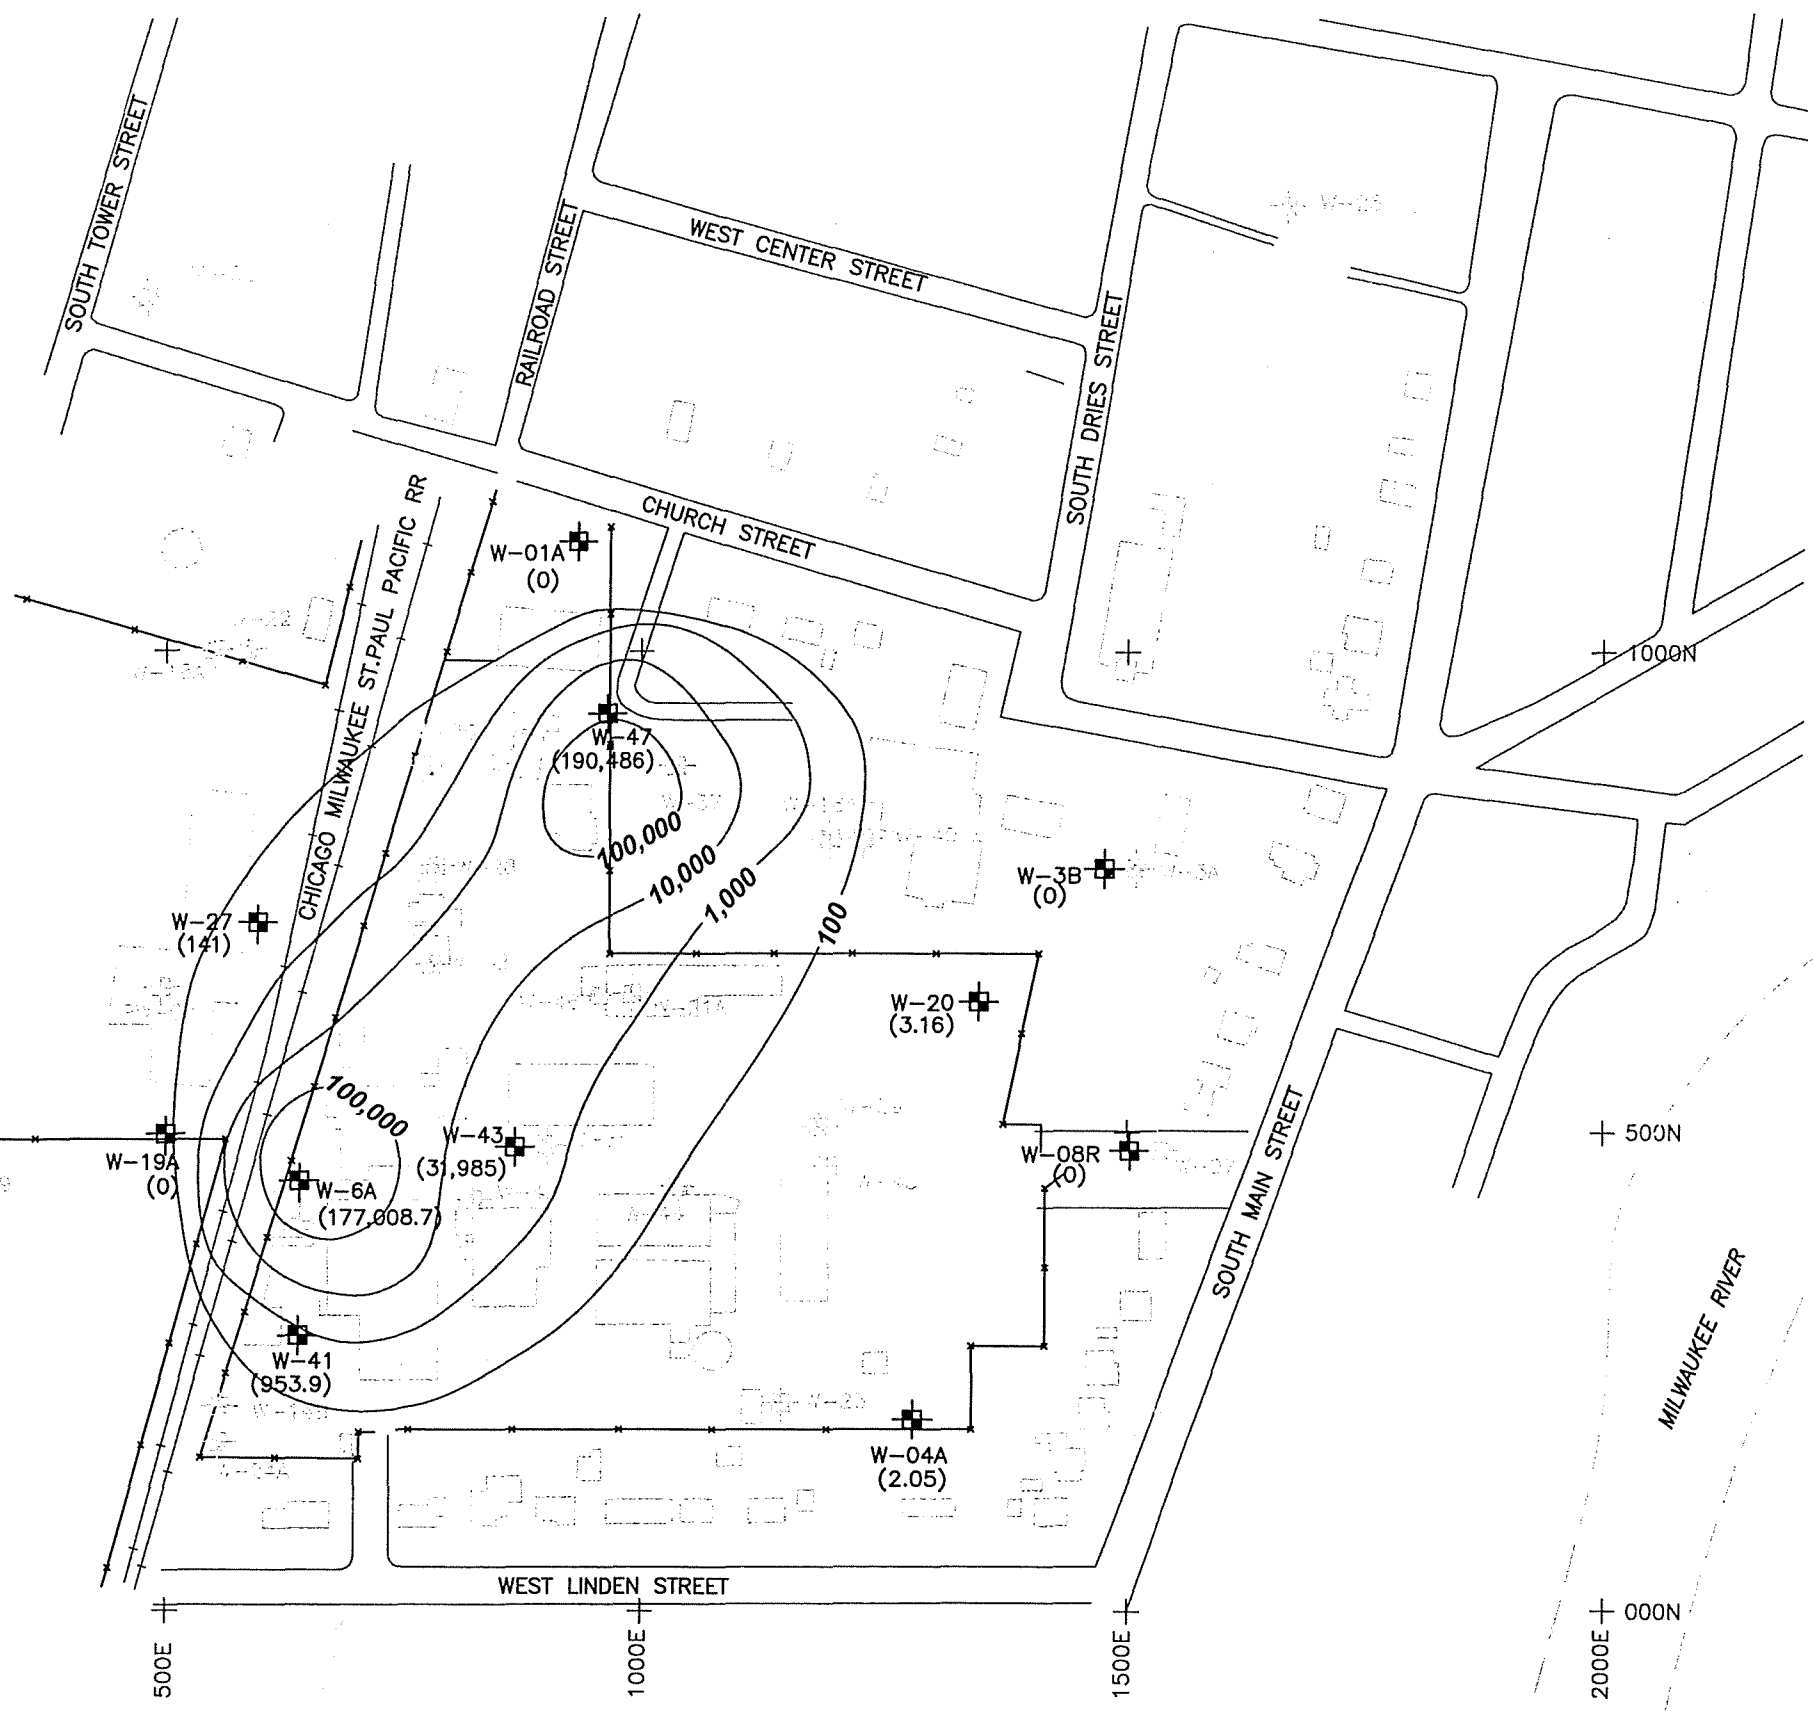 SOUTH TOWER STREET
RAILROAD STREET
WEST CENTER STREET
SOUTH DRIES STREET
CHURCH STREET
CHICAGO MILWAUKEE ST.PAUL PACIFIC RR
W-01A
(0)
1000N
W-47
(190,486)
100,000
10,000
1,000
100
W-3B
(0)
W-3A
W-27
(141)
W-20
(3.16)
100,000
W-43
(31,985)
W-19A
(0)
W-6A
(177,008.7)
W-08R
(0)
500N
SOUTH MAIN STREET
MILWAUKEE RIVER
W-41
(953.9)
W-04A
(2.05)
WEST LINDEN STREET
000N
500E
1000E
1500E
2000E